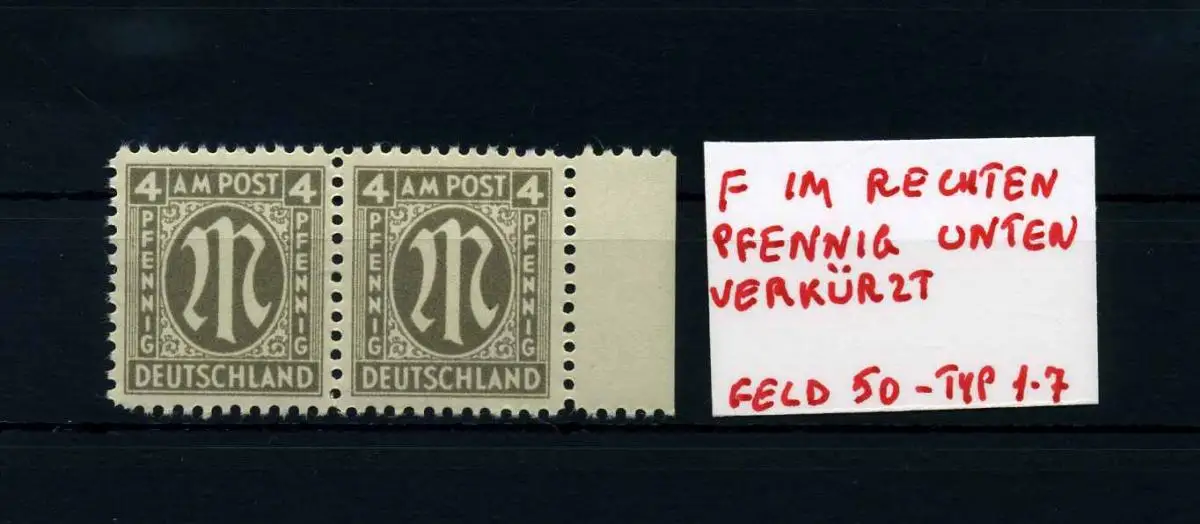 4 AM POST 4
PFENNIG
PFENNIG
DEUTSCHLAND
4 AM POST 4
PFENNIG
PFENNIG
DEUTSCHLAND
F IM RECHTEN
PFENNIG UNTEN
VERKÜRZT
FELD 50 - TYP 1.7